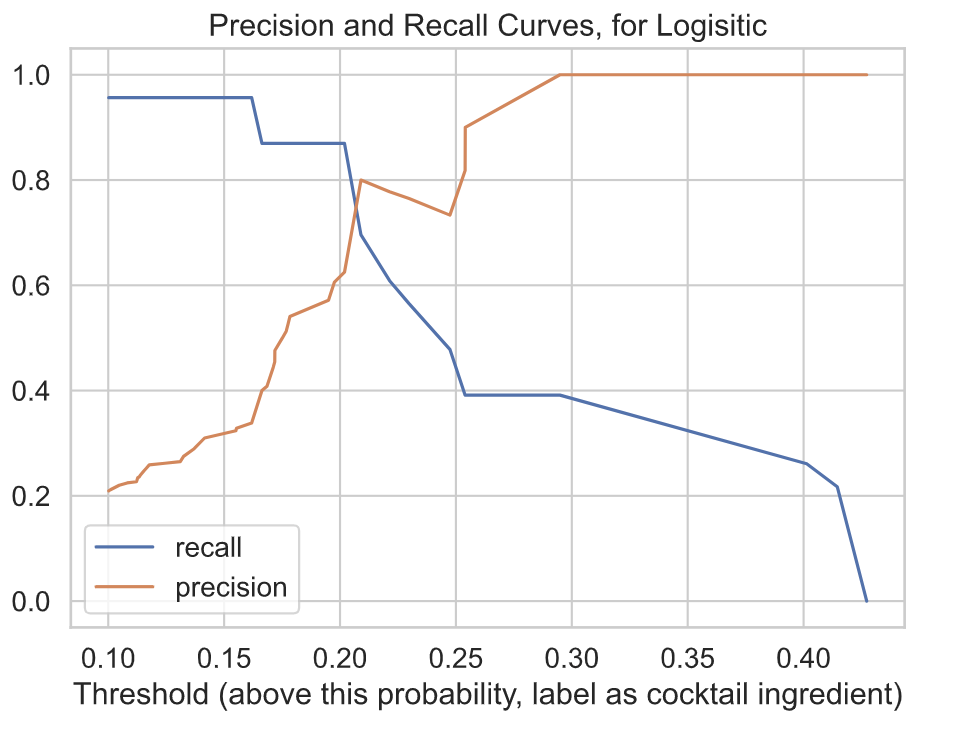 Precision and Recall Curves, for Logisitic
1.0
0.8
0.6
0.4
0.2
0.0
recall
precision
0.10 0.15 0.20 0.25 0.30 0.35 0.40
Threshold (above this probability, label as cocktail ingredient)